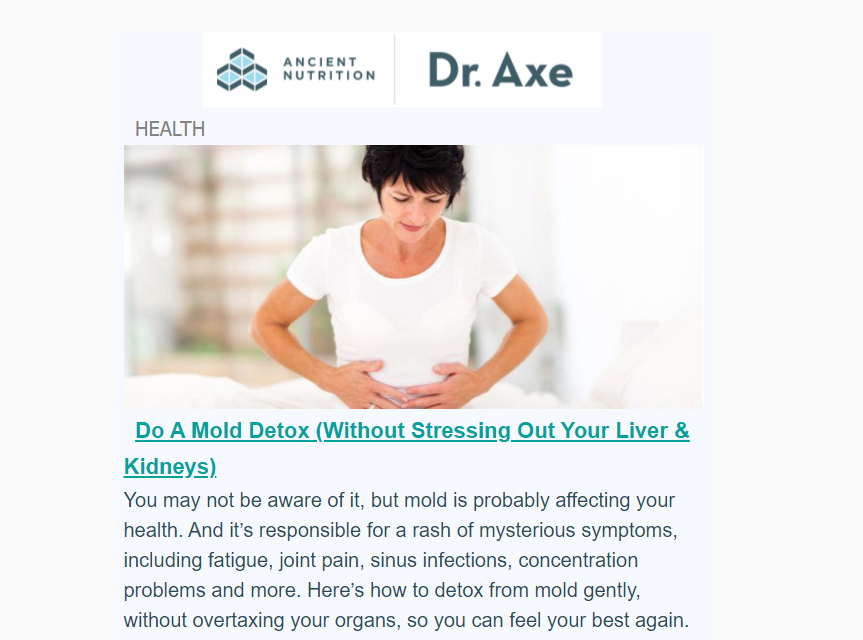 ANCIENT
NUTRITION
Dr. Axe
HEALTH
Do A Mold Detox (Without Stressing Out Your Liver &
Kidneys)
You may not be aware of it, but mold is probably affecting your
health. And it’s responsible for a rash of mysterious symptoms,
including fatigue, joint pain, sinus infections, concentration
problems and more. Here’s how to detox from mold gently,
without overtaxing your organs, so you can feel your best again.